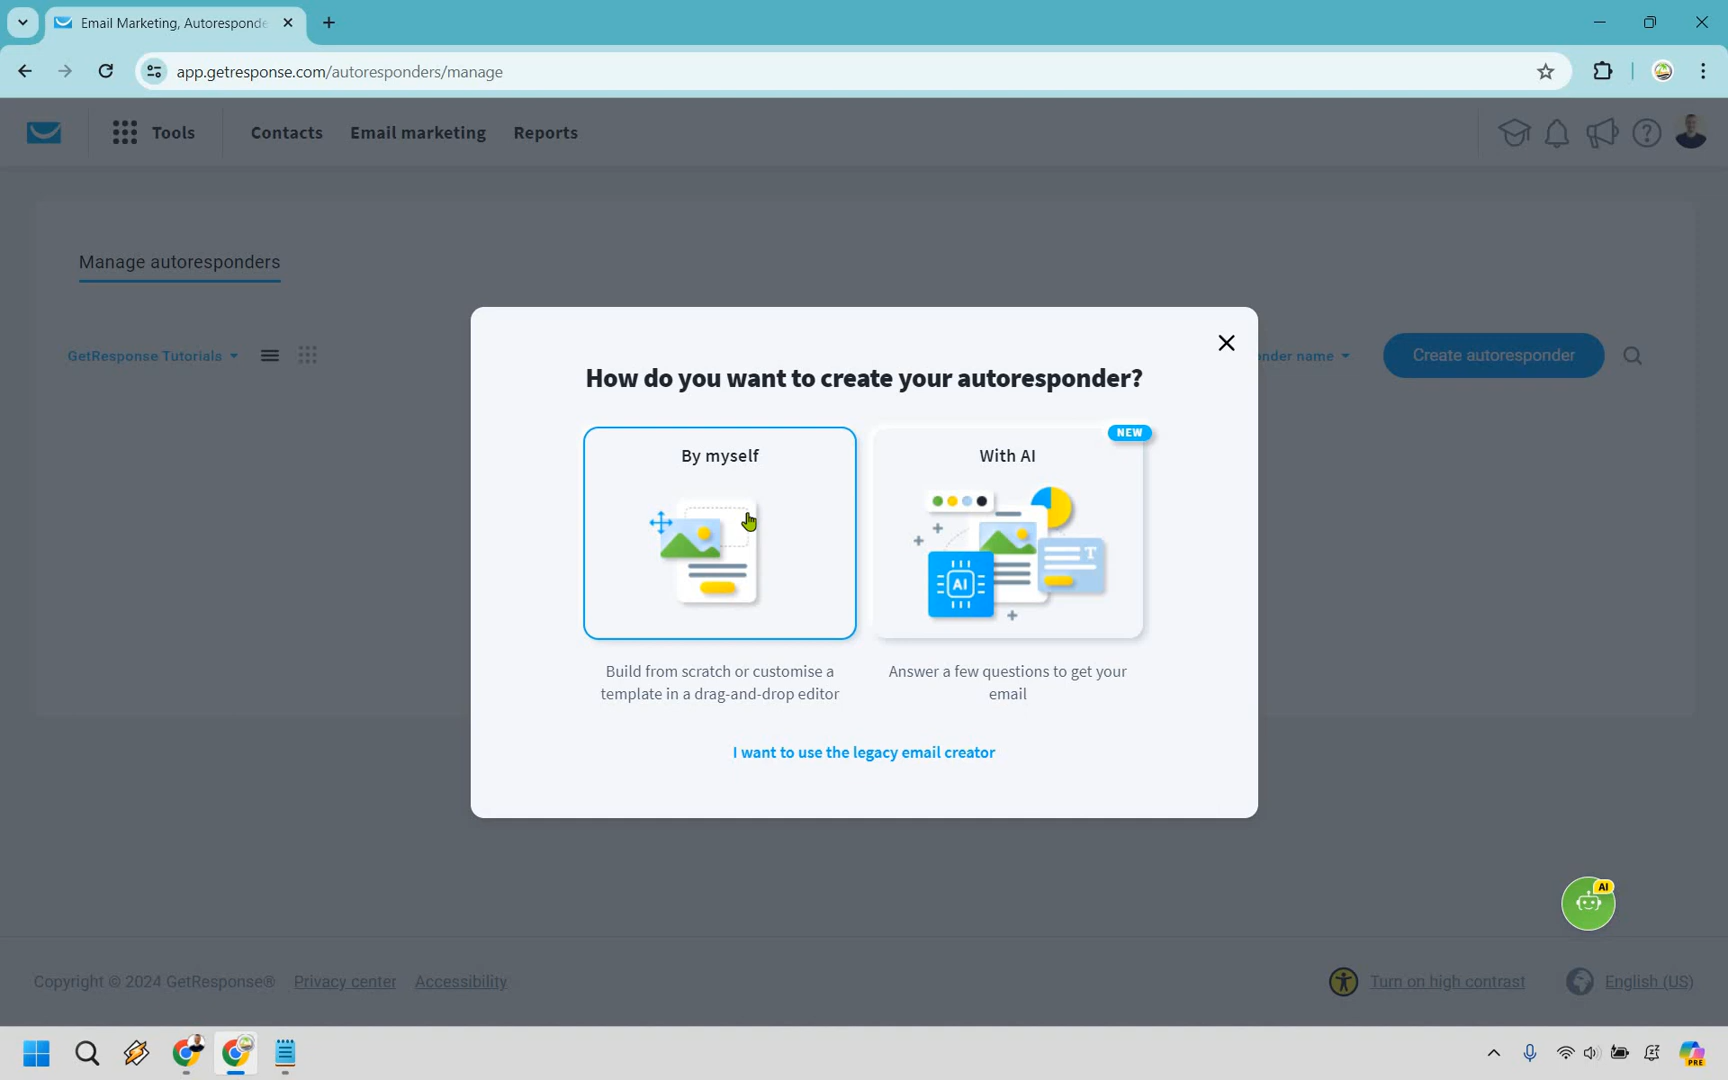 Email Marketing, Autoresponde
app.getresponse.com/autoresponders/manage
Tools
Contacts
Email marketing
Reports
Manage autoresponders
GetResponse Tutorials
onder name
Create autoresponder
How do you want to create your autoresponder?
By myself
NEW
With AI
T
AI
Build from scratch or customise a
template in a drag-and-drop editor
Answer a few questions to get your
email
I want to use the legacy email creator
AI
Copyright © 2024 GetResponse®
Privacy center
Accessibility
Turn on high contrast
English (US)
PRE